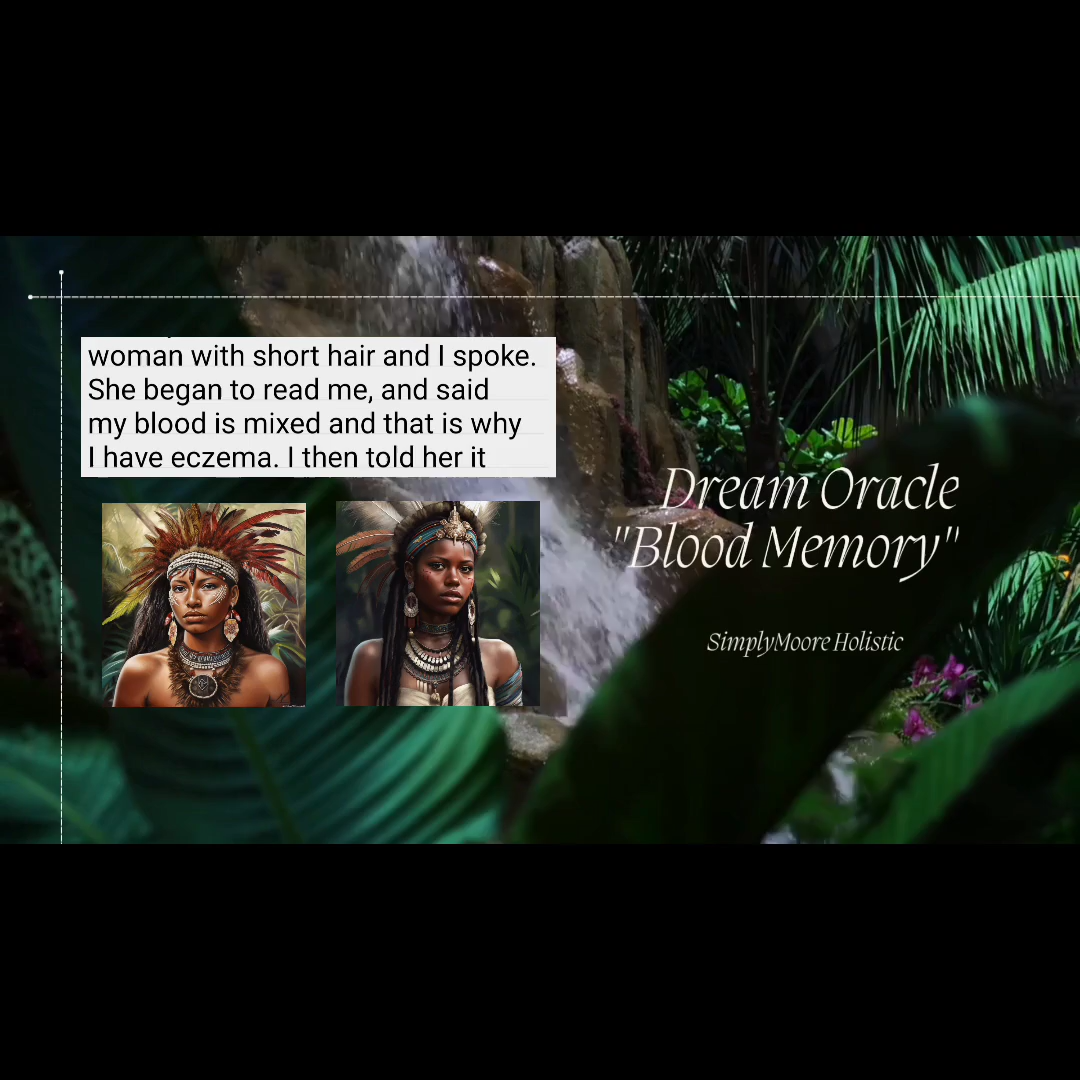 woman with short hair and I spoke.
She began to read me, and said
my blood is mixed and that is why
I have eczema. I then told her it
Dream Oracle
"Blood Memory"
SimplyMoore Holistic